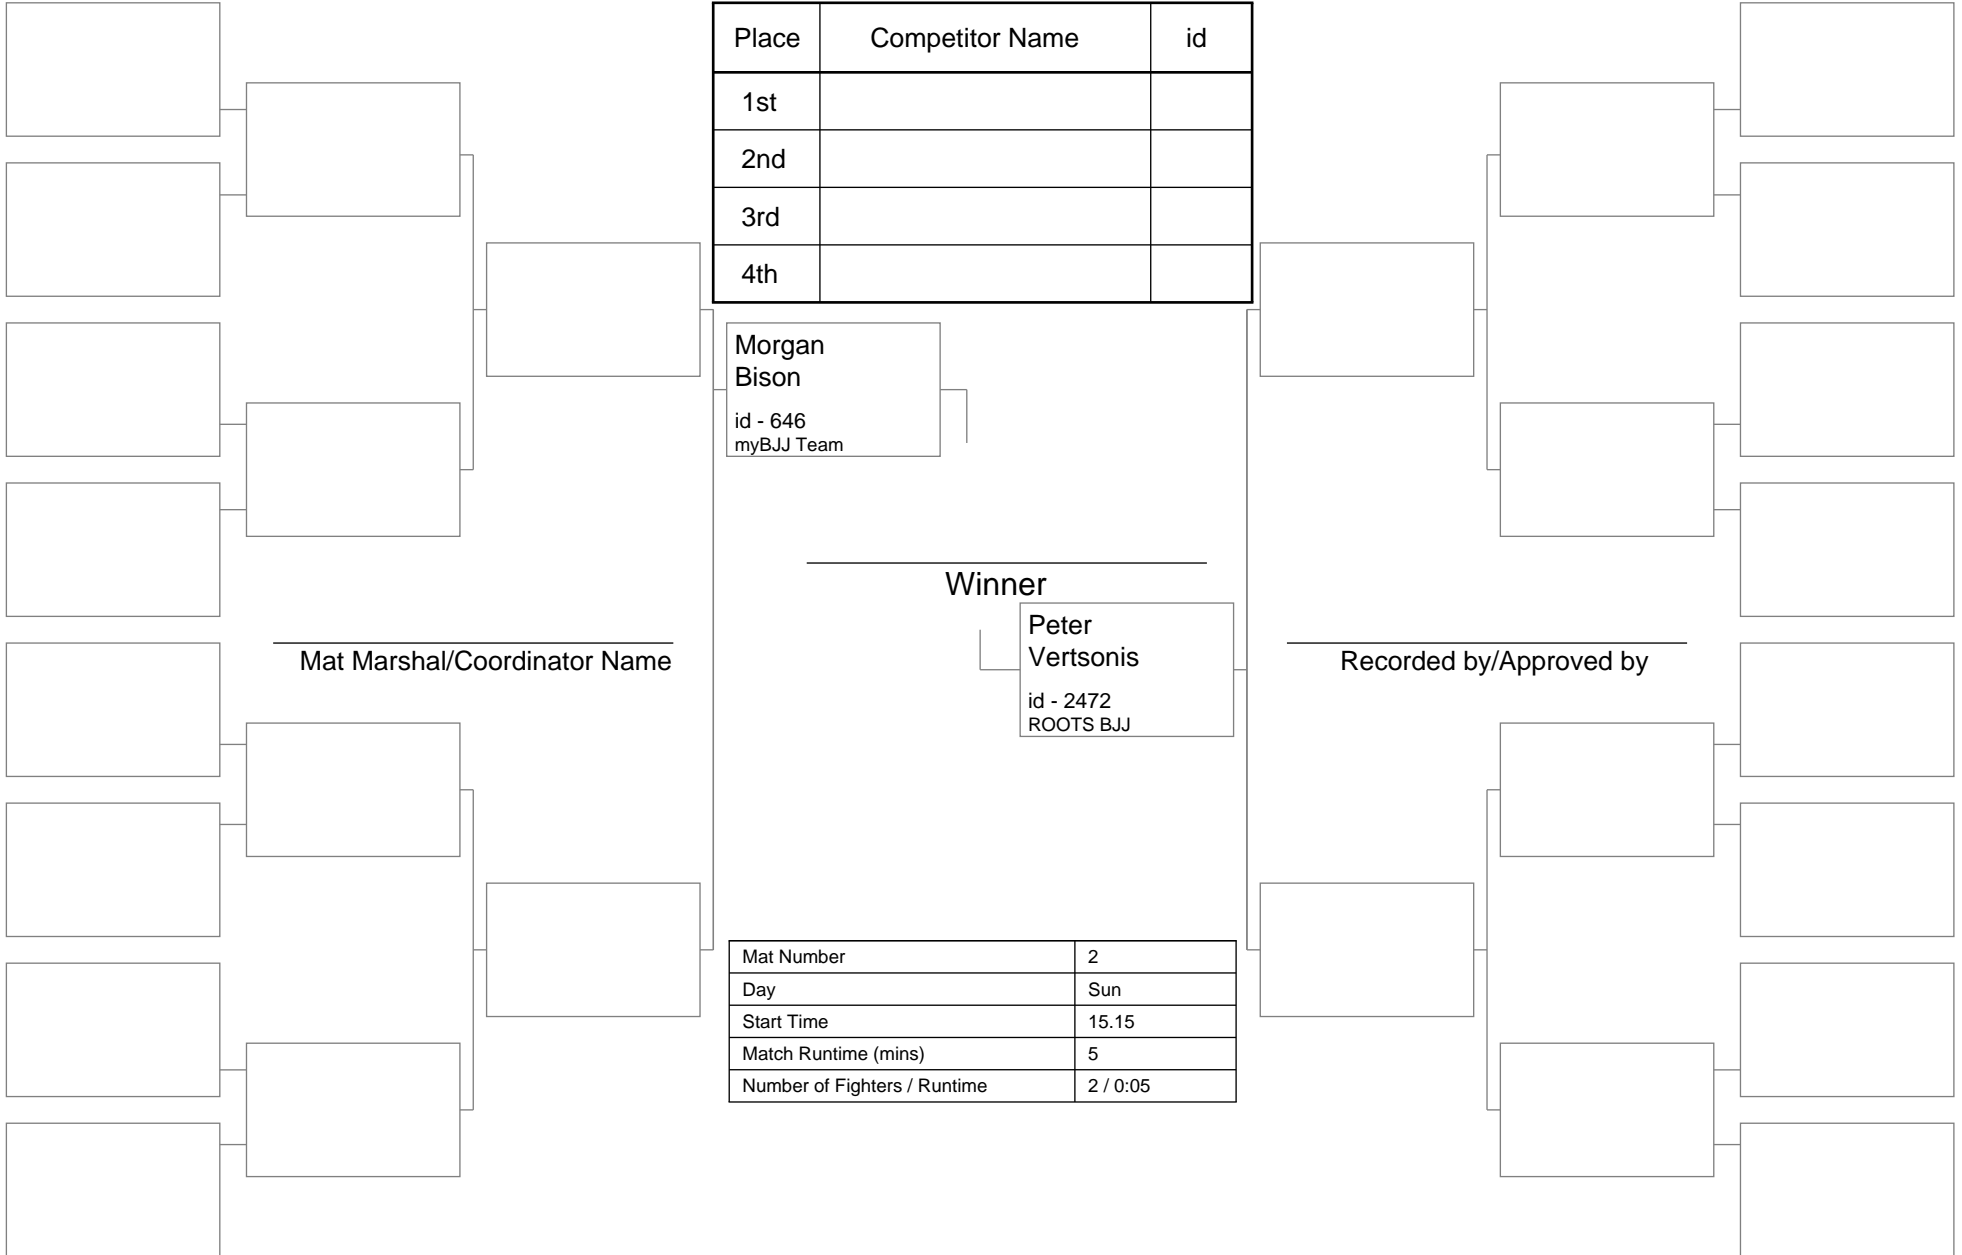 Place Competitor Name id
1st
2nd
3rd
4th
Morgan
Bison
id - 646
myBJJ Team
Winner
Peter
Vertsonis
id - 2472
ROOTS BJJ
Mat Marshal/Coordinator Name
Recorded by/Approved by
Mat Number 2
Day Sun
Start Time 15.15
Match Runtime (mins) 5
Number of Fighters / Runtime 2 / 0:05